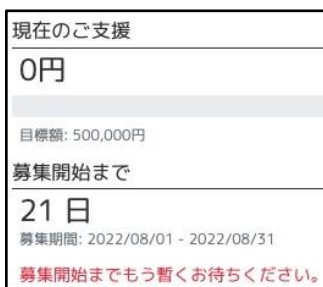 現在のご支援
0円
目標額: 500,000円
募集開始まで
21 日
募集期間: 2022/08/01 - 2022/08/31
募集開始までもう暫くお待ちください。